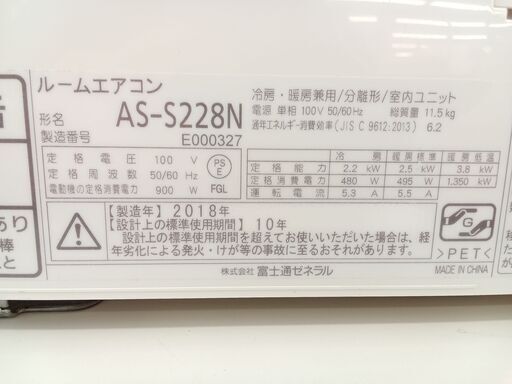 ルームエアコン
形名 AS-S228N
製造番号 E000327
冷房・暖房兼用/分離形/室内ユニット
電源 単相 100V 50/60Hz 総質量 11.5kg
通年エネルギー消費効率(JIS C 9612:2013) 6.2
定格電圧 100 V
定格周波数 50/60 Hz
電動機の定格消費電力 900 W
PS
E
FGL
冷房 暖房標準 暖房低温
定格能力 2.2 kW 2.5 kW 3.8 kW
定格消費電力 480 W 495 W 1,350 kW
運転電流 5.3 A 5.5 A
【製造年】2018年
【設計上の標準使用期間】10年
設計上の標準使用期間を超えてお使いいただいた場合は、経
年劣化による発火・けが等の事故に至るおそれがあります
株式会社 富士通ゼネラル
G
>PET<
MADE IN CHINA
あり
棒
こと